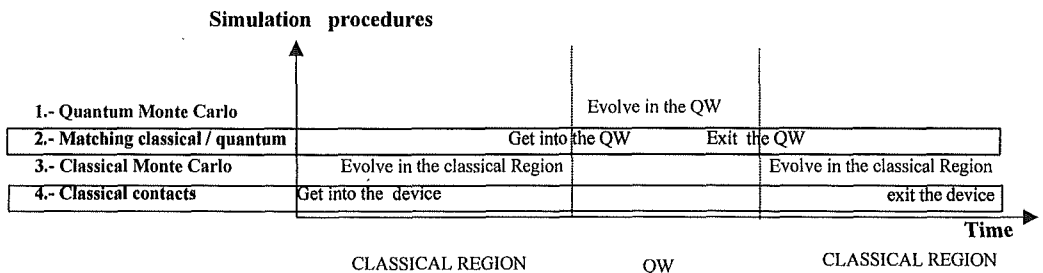 Simulation procedures
1.- Quantum Monte Carlo Evolve in the QW
2.- Matching classical / quantum Get into the QW Exit the QW
3.- Classical Monte Carlo Evolve in the classical Region Evolve in the classical Region
4.- Classical contacts Get into the device exit the device
Time
CLASSICAL REGION QW CLASSICAL REGION